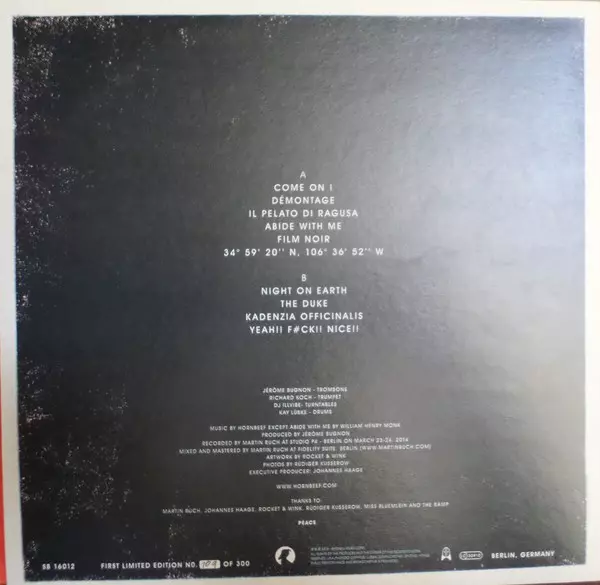 A
COME ON !
DÉMONTAGE
IL PELATO DI RAGUSA
ABIDE WITH ME
FILM NOIR
34° 59' 20'' N, 106° 36' 52'' W
B
NIGHT ON EARTH
THE DUKE
KADENZIA OFFICINALIS
YEAH!! F#CK!! NICE!!
JÉRÔME BUGNON - TROMBONE
RICHARD KOCH - TRUMPET
DJ ILLVIBE- TURNTABLES
KAY LÜBKE - DRUMS
MUSIC BY HORNBEEF EXCEPT ABIDE WITH ME BY WILLIAM HENRY MONK
PRODUCED BY JÉRÔME BUGNON
RECORDED BY MARTIN RUCH AT STUDIO P4 - BERLIN ON MARCH 25-26, 2014
MIXED AND MASTERED BY MARTIN RUCH AT FIDELITY SUITE, BERLIN (WWW.MARTINRUCH.COM)
ARTWORK BY ROCKET & WINK
PHOTOS BY RÜDIGER KUSSEROW
EXECUTIVE PRODUCER: JOHANNES HAAGE
WWW.HORNBEEF.COM
THANKS TO:
MARTIN RUCH, JOHANNES HAAGE, ROCKET & WINK, RÜDIGER KUSSEROW, MISS BLUEMLEIN AND THE
PEACE
SB 16012
FIRST LIMITED EDITION NO. OF 300
BERLIN, GERMANY